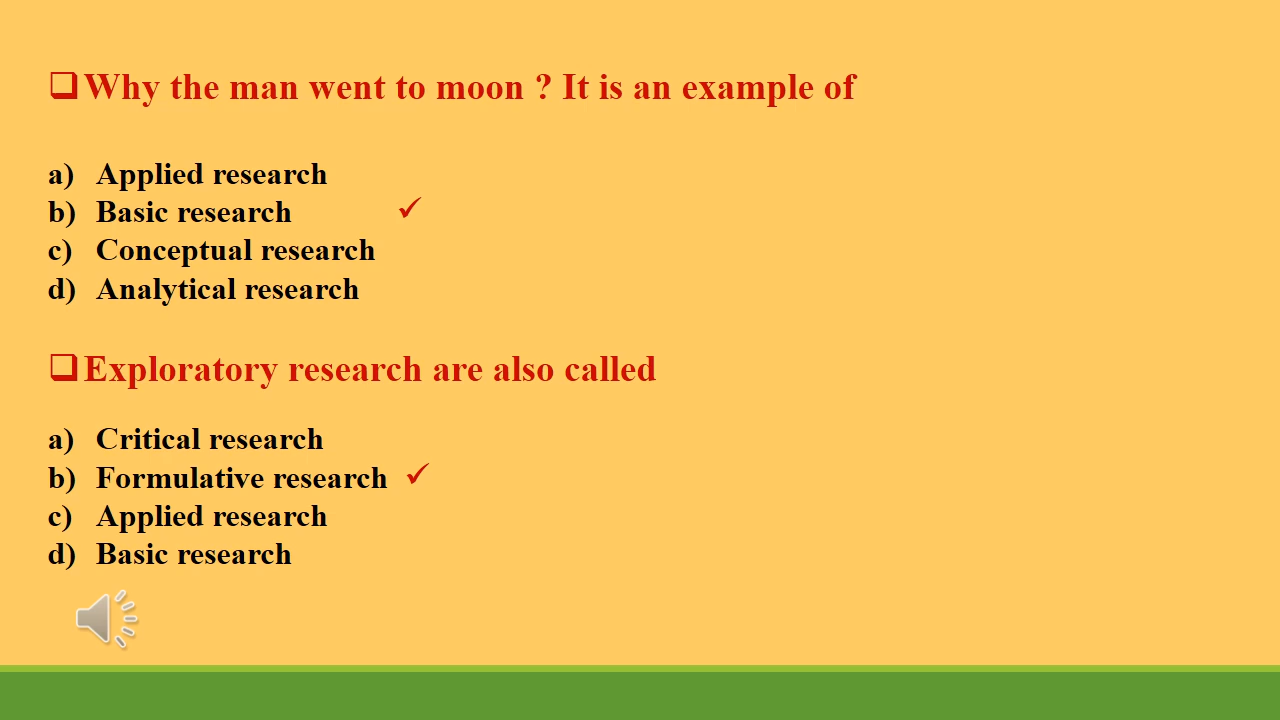 ❑Why the man went to moon ? It is an example of
a) Applied research
b) Basic research ✓
c) Conceptual research
d) Analytical research
❑Exploratory research are also called
a) Critical research
b) Formulative research ✓
c) Applied research
d) Basic research